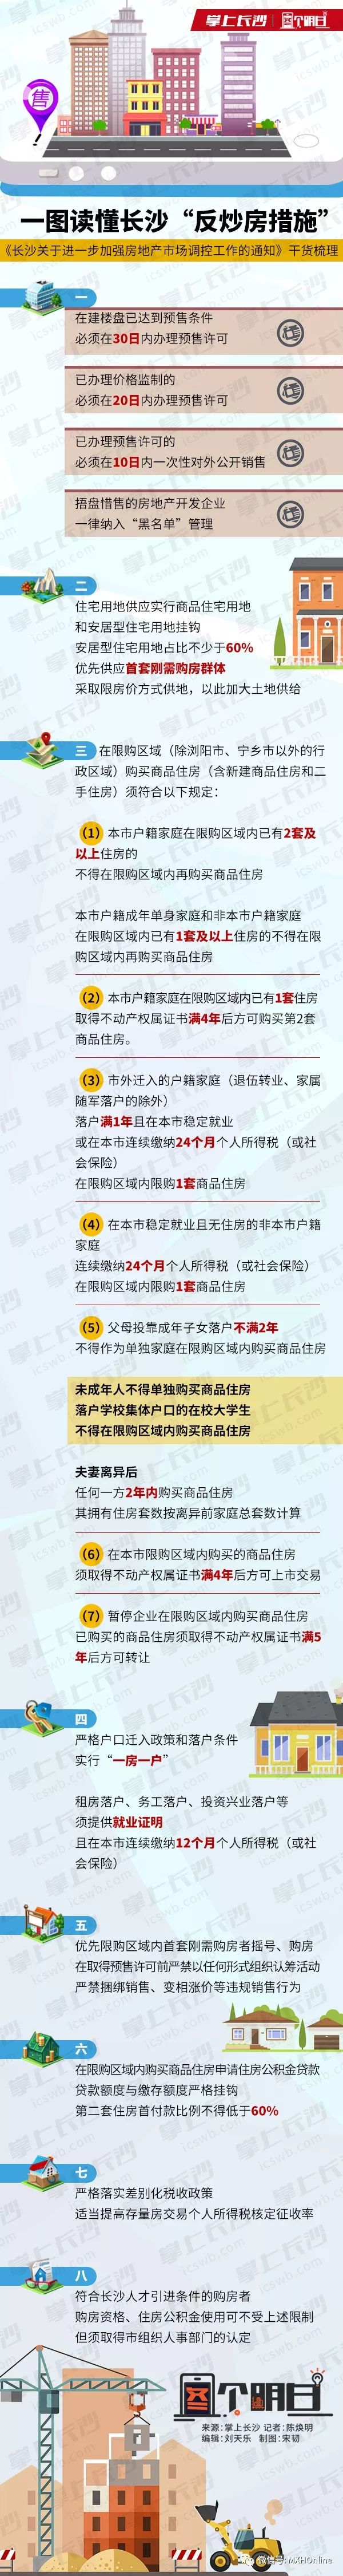 掌上长沙
画个明白
售
一图读懂长沙“反炒房措施”
《长沙关于进一步加强房地产市场调控工作的通知》干货梳理
一
在建楼盘已达到预售条件
必须在30日内办理预售许可
已办理价格监制的
必须在20日内办理预售许可
已办理预售许可的
必须在10日内一次性对外公开销售
捂盘惜售的房地产开发企业
一律纳入“黑名单”管理
二
住宅用地供应实行商品住宅用地
和安居型住宅用地挂钩
安居型住宅用地占比不少于60%
优先供应首套刚需购房群体
采取限房价方式供地，以此加大土地供给
三
在限购区域（除浏阳市、宁乡市以外的行
政区域）购买商品住房（含新建商品住房和二
手住房）须符合以下规定：
（1）本市户籍家庭在限购区域内已有2套及
以上住房的
不得在限购区域内再购买商品住房
本市户籍成年单身家庭和非本市户籍家庭
在限购区域内已有1套及以上住房的不得在限
购区域内再购买商品住房
（2）本市户籍家庭在限购区域内已有1套住房
取得不动产权属证书满4年后方可购买第2套
商品住房。
（3）市外迁入的户籍家庭（退伍转业、家属
随军落户的除外）
落户满1年且在本市稳定就业
或在本市连续缴纳24个月个人所得税（或社
会保险）
在限购区域内限购1套商品住房
（4）在本市稳定就业且无住房的非本市户籍
家庭
连续缴纳24个月个人所得税（或社会保险）
在限购区域内限购1套商品住房
（5）父母投靠成年子女落户不满2年
不得作为单独家庭在限购区域内购买商品住房
未成年人不得单独购买商品住房
落户学校集体户口的在校大学生
不得在限购区域内购买商品住房
夫妻离异后
任何一方2年内购买商品住房
其拥有住房套数按离异前家庭总套数计算
（6）在本市限购区域内购买的商品住房
须取得不动产权属证书满4年后方可上市交易
（7）暂停企业在限购区域内购买商品住房
已购买的商品住房须取得不动产权属证书满5
年后方可转让
四
严格户口迁入政策和落户条件
实行“一房一户”
租房落户、务工落户、投资兴业落户等
须提供就业证明
且在本市连续缴纳12个月个人所得税（或社
会保险）
五
优先限购区域内首套刚需购房者摇号、购房
在取得预售许可前严禁以任何形式组织认筹活动
严禁捆绑销售、变相涨价等违规销售行为
六
在限购区域内购买商品住房申请住房公积金贷款
贷款额度与缴存额度严格挂钩
第二套住房首付款比例不得低于60%
七
严格落实差别化税收政策
适当提高存量房交易个人所得税核定征收率
八
符合长沙人才引进条件的购房者
购房资格、住房公积金使用可不受上述限制
但须取得市组织人事部门的认定
画个明白
来源：掌上长沙 记者：陈焕明
编辑：刘天乐 制图：宋韧
微信号：MXHOnline